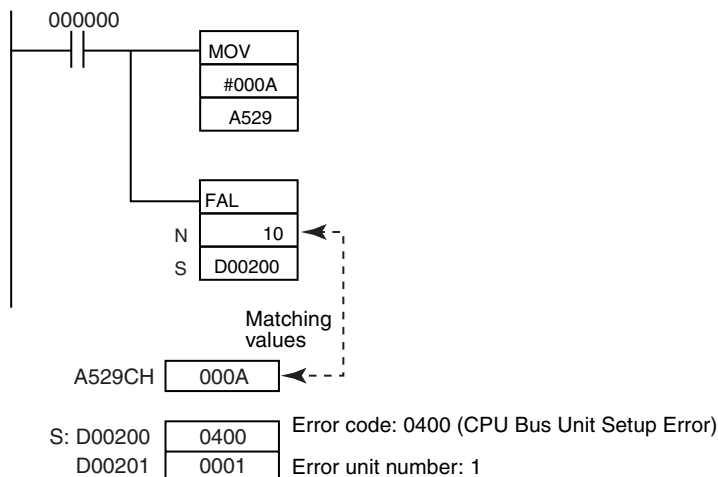 000000
MOV
#000A
A529
FAL
N 10
S D00200
Matching
values
A529CH 000A
S: D00200 0400 Error code: 0400 (CPU Bus Unit Setup Error)
D00201 0001 Error unit number: 1